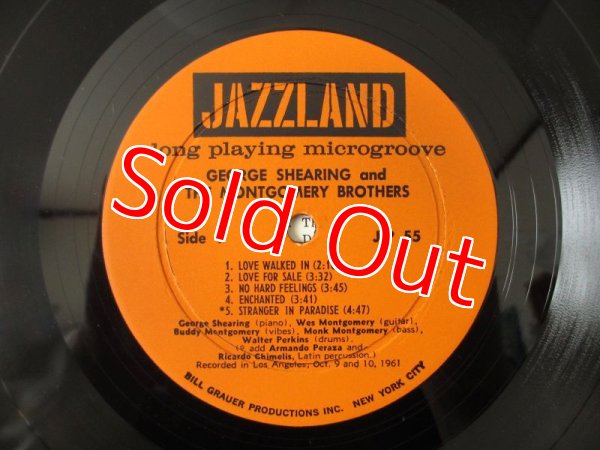 JAZZLAND
long playing microgroove
GEORGE SHEARING and
THE MONTGOMERY BROTHERS
Sold Out
Side
55
1. LOVE WALKED IN
2. LOVE FOR SALE (3:32)
3. NO HARD FEELINGS (3:45)
4. ENCHANTED (3:41)
*5. STRANGER IN PARADISE (4:47)
George Shearing (piano), Wes Montgomery (guitar),
Buddy Montgomery (vibes), Monk Montgomery (bass),
Walter Perkins (drums).
add Armando Peraza and
Ricardo Chimelis, Latin percussion.)
Recorded in Los Angeles, Oct. 9 and 10, 1961
BILL GRAUER PRODUCTIONS INC. NEW YORK CITY